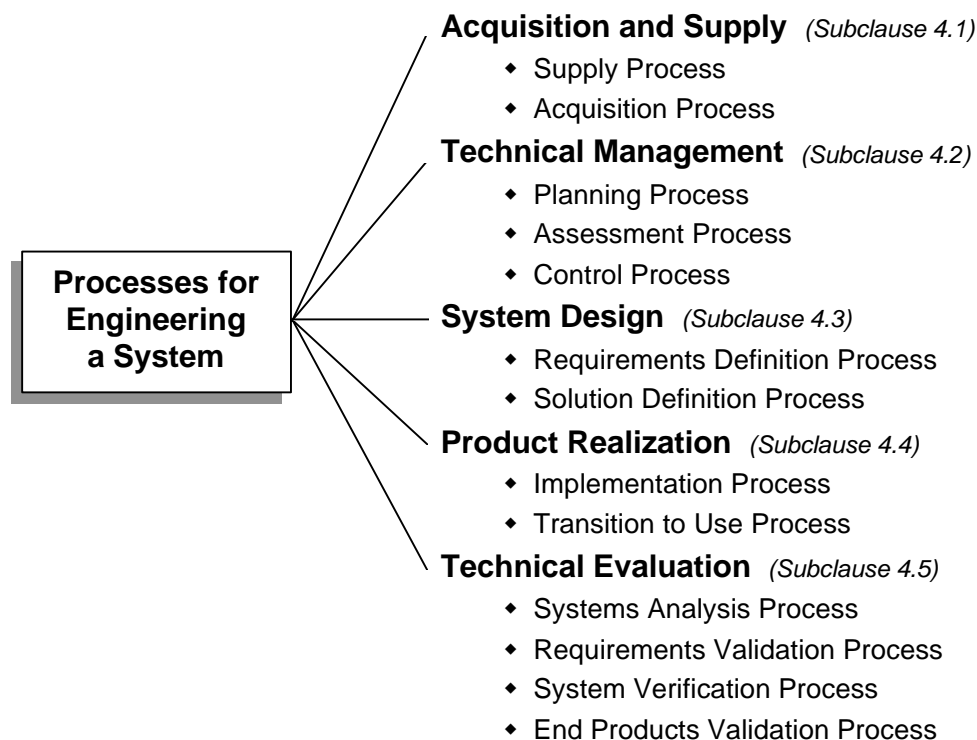 Acquisition and Supply (Subclause 4.1)
◆ Supply Process
◆ Acquisition Process
Technical Management (Subclause 4.2)
◆ Planning Process
◆ Assessment Process
◆ Control Process
Processes for
Engineering
a System
System Design (Subclause 4.3)
◆ Requirements Definition Process
◆ Solution Definition Process
Product Realization (Subclause 4.4)
◆ Implementation Process
◆ Transition to Use Process
Technical Evaluation (Subclause 4.5)
◆ Systems Analysis Process
◆ Requirements Validation Process
◆ System Verification Process
◆ End Products Validation Process